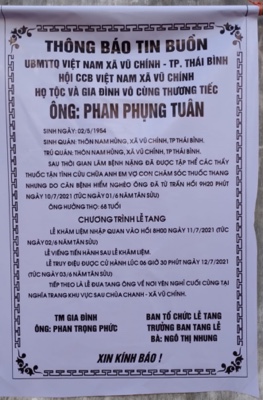 THÔNG BÁO TIN BUỒN
UBMTTQ VIỆT NAM XÃ VŨ CHÍNH - TP. THÁI BÌNH
HỘI CCB VIỆT NAM XÃ VŨ CHÍNH
HỌ TỘC VÀ GIA ĐÌNH VÔ CÙNG THƯƠNG TIẾC
ÔNG: PHAN PHỤNG TUÂN
SINH NGÀY: 02/5/1954
SINH QUÁN: THÔN NAM HÙNG, XÃ VŨ CHÍNH, TP THÁI BÌNH.
TRÚ QUÁN: THÔN NAM HÙNG, XÃ VŨ CHÍNH, TP THÁI BÌNH.
SAU THỜI GIAN LÂM BỆNH NẶNG ĐÃ ĐƯỢC TẬP THỂ CÁC THẦY
THUỐC TẬN TÌNH CỨU CHỮA ANH EM VỢ CON CHĂM SÓC THUỐC THANG
NHƯNG DO CĂN BỆNH HIỂM NGHÈO ÔNG ĐÃ TỪ TRẦN HỒI 9H20 PHÚT
NGÀY 10/7/2021 (TỨC NGÀY 01/6 NĂM TÂN SỬU)
ÔNG HƯỞNG THỌ: 68 TUỔI
CHƯƠNG TRÌNH LỄ TANG
LỄ KHÂM LIỆM NHẬP QUAN VÀO HỒI 8H00 NGÀY 11/7/2021 (TỨC
NGÀY 02/6 NĂM TÂN SỬU)
LỄ VIẾNG TIẾN HÀNH SAU LỄ KHÂM LIỆM.
LỄ TRUY ĐIỆU ĐƯỢC CỬ HÀNH LÚC 06 GIỜ 30 PHÚT NGÀY 12/7/2021
(TỨC NGÀY 03/6 NĂM TÂN SỬU)
TIẾP THEO LÀ LỄ ĐƯA TANG ÔNG VỀ NƠI YÊN NGHỈ CUỐI CÙNG TẠI
NGHĨA TRANG KHU VỰC SAU CHÙA CHANH - XÃ VŨ CHÍNH.
TM GIA ĐÌNH
ÔNG: PHAN TRỌNG PHỨC
BAN TỔ CHỨC LỄ TANG
TRƯỞNG BAN TANG LỄ
BÀ: NGÔ THỊ NHUNG
XIN KÍNH BÁO !